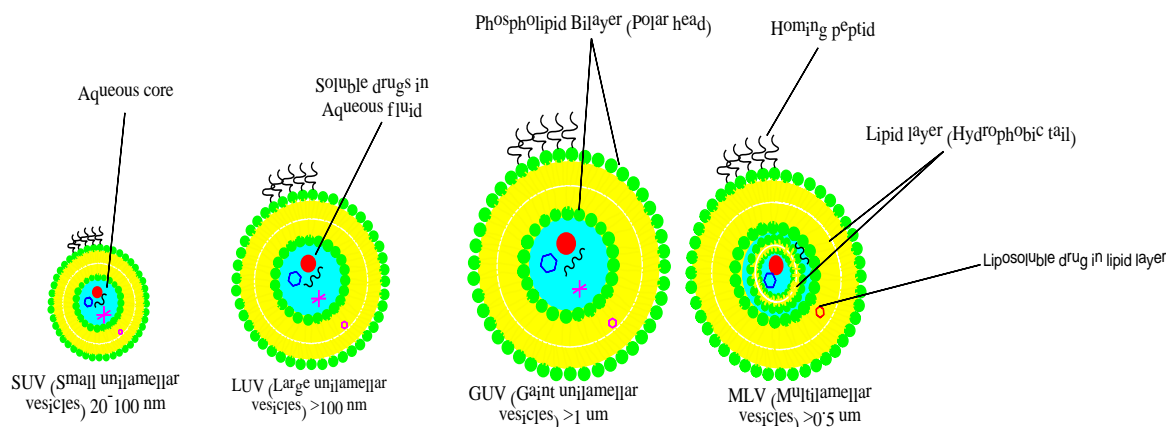 Phospholipid Bilayer (Polar head)
Homing peptid
Aqueous core
Soluble drugs in
Aqueous fluid
Lipid layer (Hydrophobic tail)
Liposoluble drug in lipid layer
SUV (Small unilamellar
vesicles) 20-100 nm
LUV (Large unilamellar
vesicles) >100 nm
GUV (Gaint unilamellar
vesicles) >1 um
MLV (Multilamellar
vesicles) >0.5 um